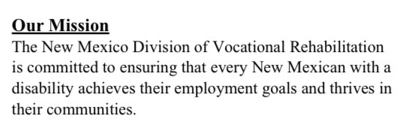 Our Mission
The New Mexico Division of Vocational Rehabilitation
is committed to ensuring that every New Mexican with a
disability achieves their employment goals and thrives in
their communities.